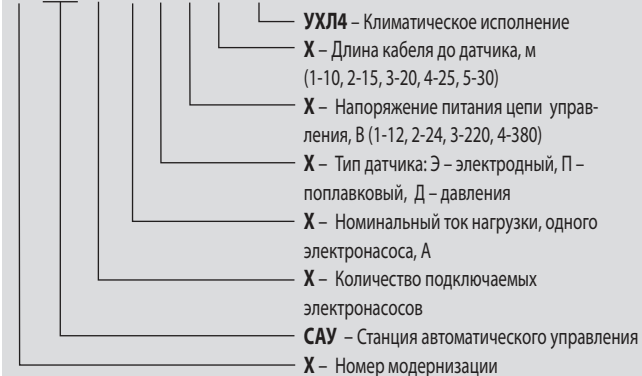 УХЛ4 – Климатическое исполнение
Х – Длина кабеля до датчика, м
(1-10, 2-15, 3-20, 4-25, 5-30)
Х – Напоряжение питания цепи управ-
ления, В (1-12, 2-24, 3-220, 4-380)
Х – Тип датчика: Э – электродный, П –
поплавковый, Д – давления
Х – Номинальный ток нагрузки, одного
электронасоса, А
Х – Количество подключаемых
электронасосов
САУ – Станция автоматического управления
Х – Номер модернизации